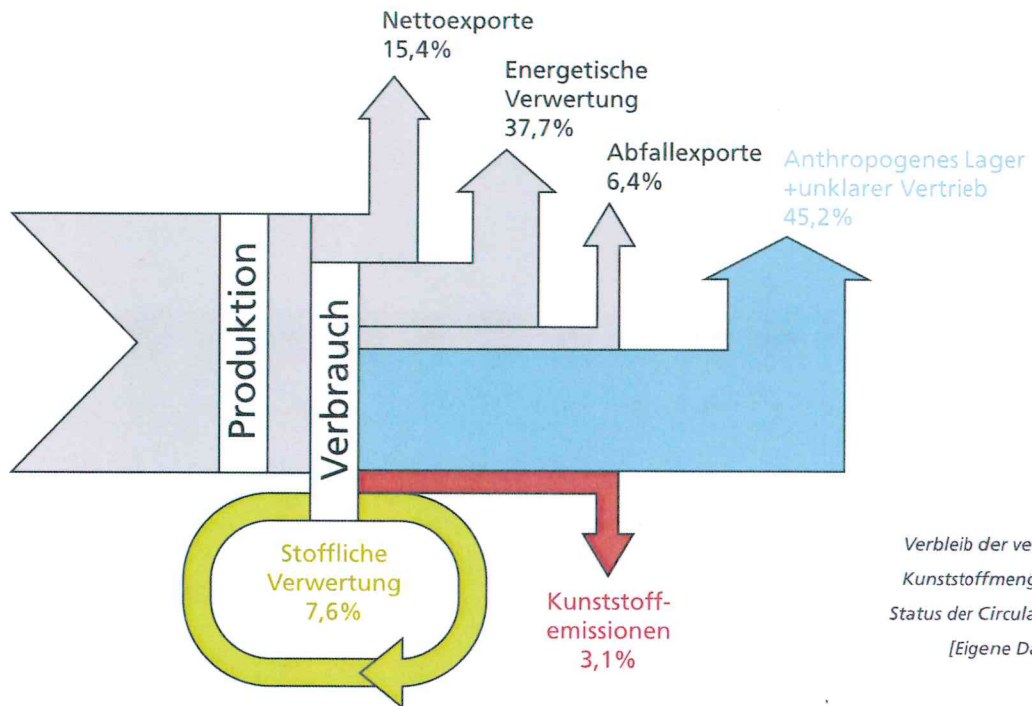 Nettoexporte
15,4%
Energetische
Verwertung
37,7%
Abfallexporte
6,4%
Anthropogenes Lager
+unklarer Vertrieb
45,2%
Produktion
Verbrauch
Stoffliche
Verwertung
7,6%
Kunststoff-
emissionen
3,1%
Verbleib der ve
Kunststoffmeng
Status der Circula
[Eigene Da